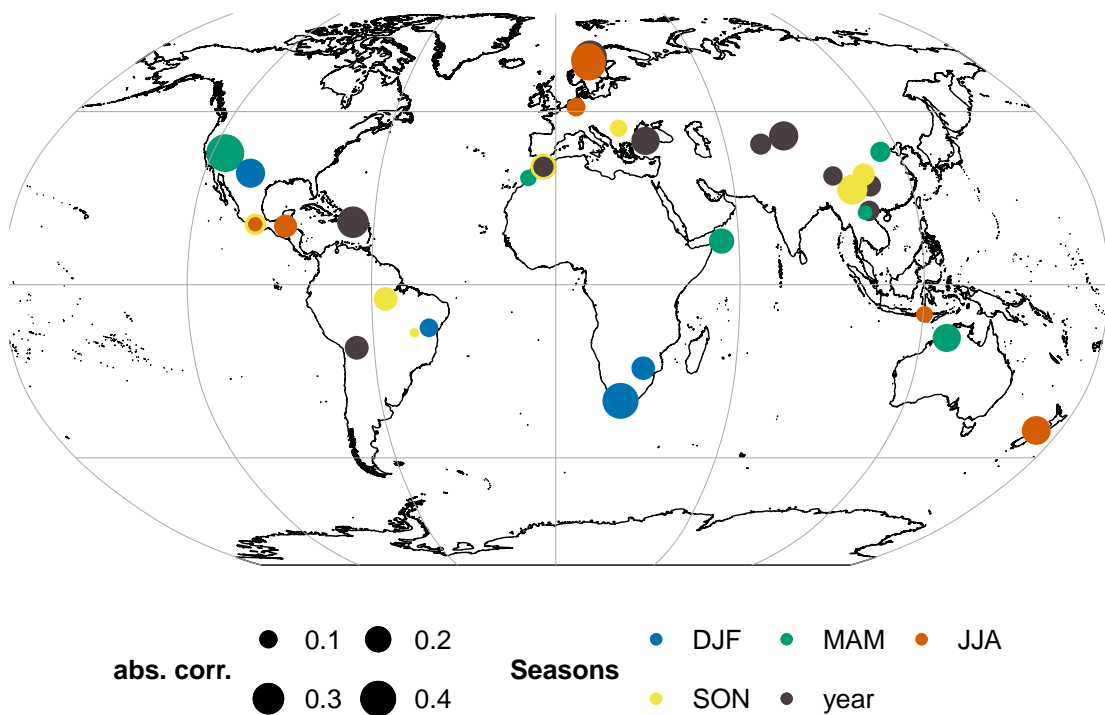 abs. corr.
0.1
0.2
0.3
0.4
Seasons
DJF
MAM
JJA
SON
year